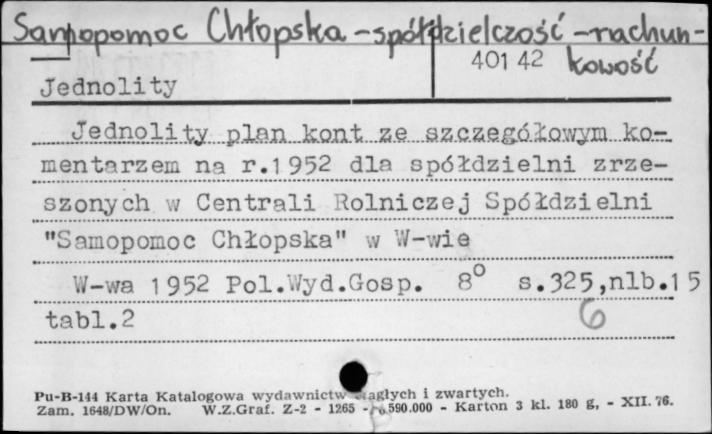 Samopomoc Chłopska - spółdzielczość - rachun-
401 42 kowość
Jednolity
Jednolity plan kont ze szczegółowym ko-
mentarzem na r.1952 dla spółdzielni zrze-
szonych w Centrali Rolniczej Spółdzielni
"Samopomoc Chłopska" w W-wie
W-wa 1952 Pol.Wyd.Gosp. 8° s.325,nlb.15
tabl.2
6
Pu-B-144 Karta Katalogowa wydawnictw ciągłych i zwartych.
Zam. 1648/DW/On. W.Z.Graf. Z-2 - 1265 - 590.000 - Karton 3 kl. 180 g, - XII. 76.